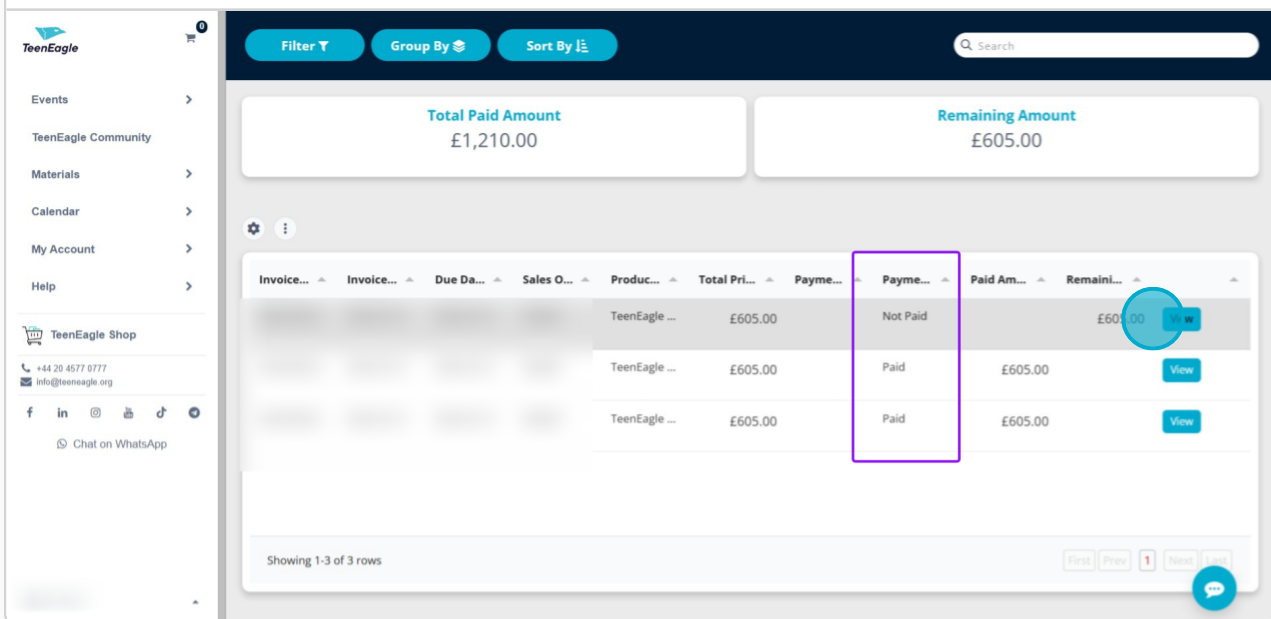 TeenEagle
0
Filter
Group By
Sort By
Search
Events
TeenEagle Community
Materials
Calendar
My Account
Help
TeenEagle Shop
+44 20 4577 0777
info@teeneagle.org
Chat on WhatsApp
Total Paid Amount
£1,210.00
Remaining Amount
£605.00
Invoice... Invoice... Due Da... Sales O... Produc... Total Pri... Payme... Payme... Paid Am... Remaini...
TeenEagle ... £605.00 Not Paid £605.00 View
TeenEagle ... £605.00 Paid £605.00 View
TeenEagle ... £605.00 Paid £605.00 View
Showing 1-3 of 3 rows
First Prev 1 Next Last